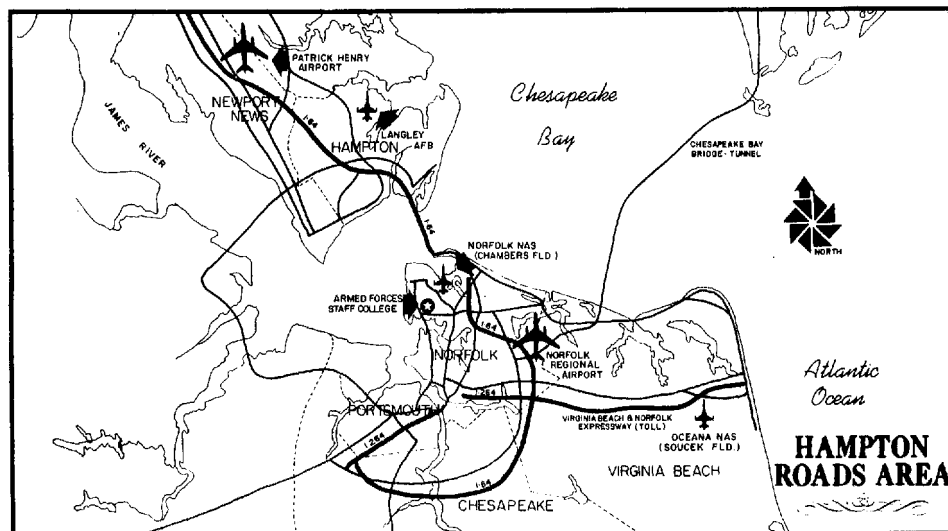 PATRICK HENRY
AIRPORT
NEWPORT
NEWS
JAMES
RIVER
I-64
LANGLEY
AFB
HAMPTON
Chesapeake
Bay
CHESAPEAKE BAY
BRIDGE-TUNNEL
NORTH
I-64
NORFOLK NAS
(CHAMBERS FLD.)
ARMED FORCES
STAFF COLLEGE
I-64
NORFOLK
NORFOLK
REGIONAL
AIRPORT
I-264
PORTSMOUTH
VIRGINIA BEACH & NORFOLK
EXPRESSWAY (TOLL)
OCEANA NAS
(SOUCEK FLD.)
Atlantic
Ocean
I-264
I-64
CHESAPEAKE
VIRGINIA BEACH
HAMPTON
ROADS AREA